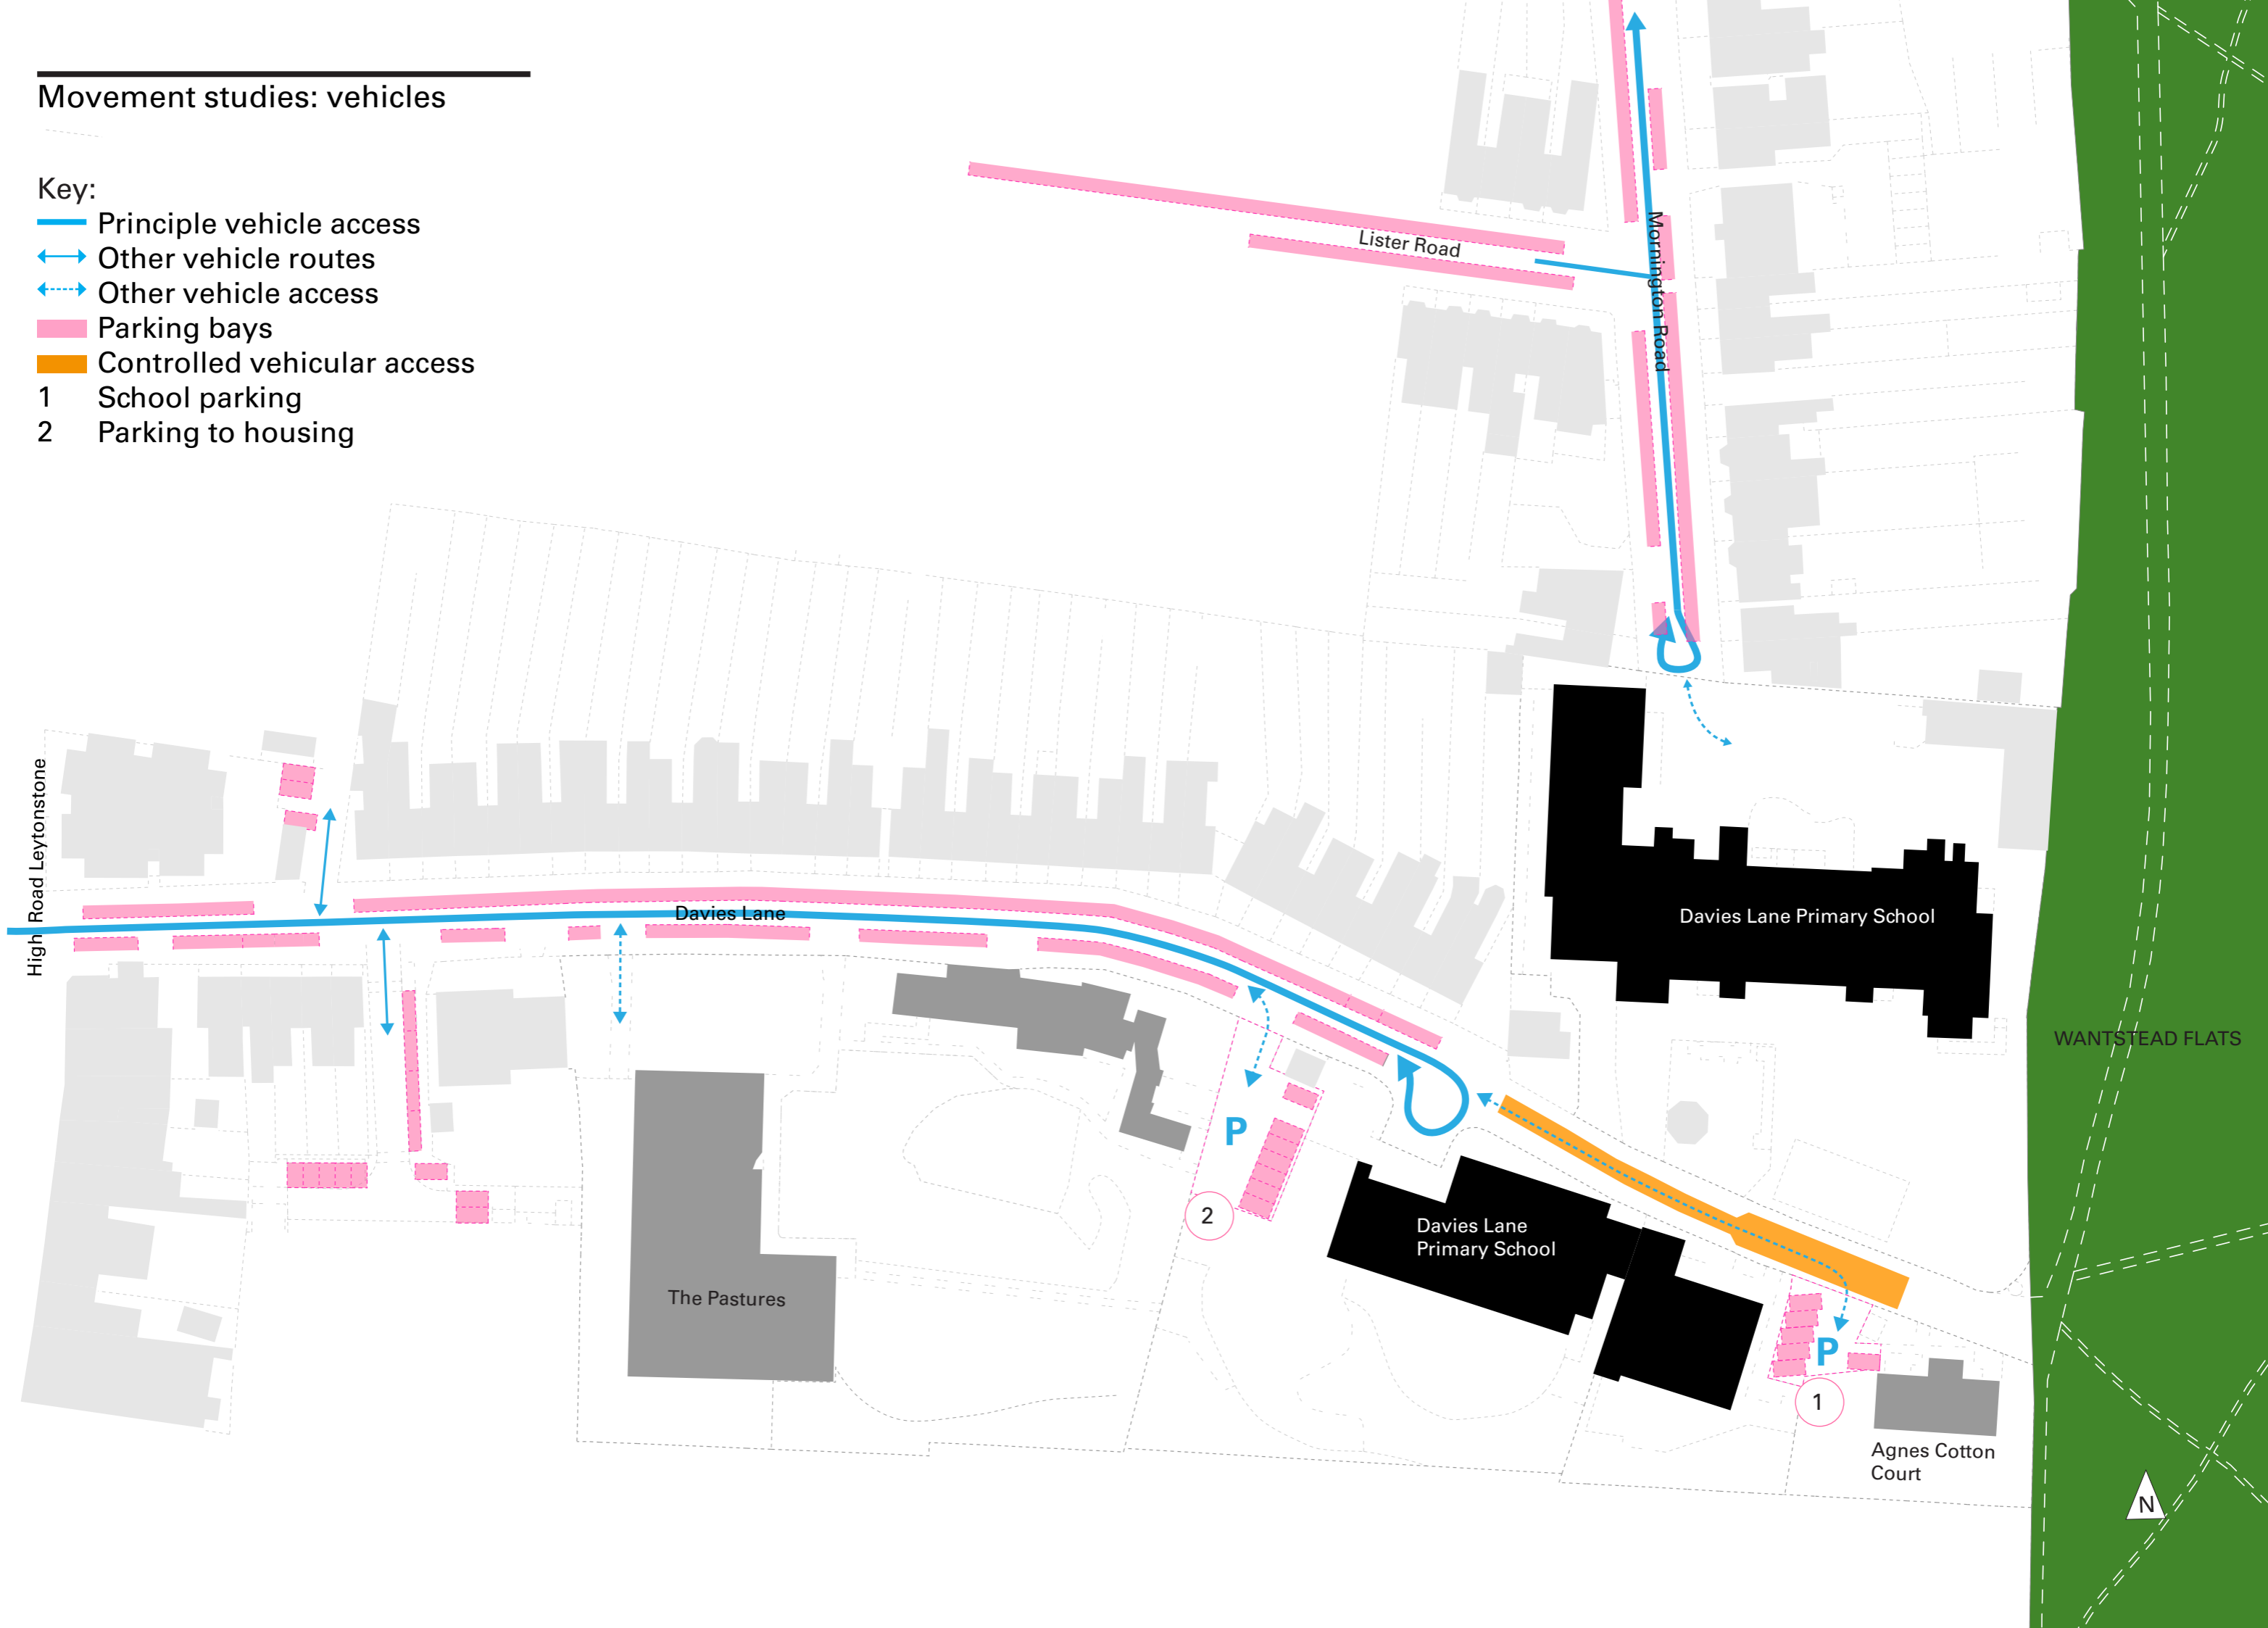 Movement studies: vehicles
Key:
Principle vehicle access
Other vehicle routes
Other vehicle access
Parking bays
Controlled vehicular access
1 School parking
2 Parking to housing
Lister Road
Mornington Road
High Road Leytonstone
Davies Lane
Davies Lane Primary School
WANTSTEAD FLATS
P
2
Davies Lane
Primary School
The Pastures
P
1
Agnes Cotton
Court
N